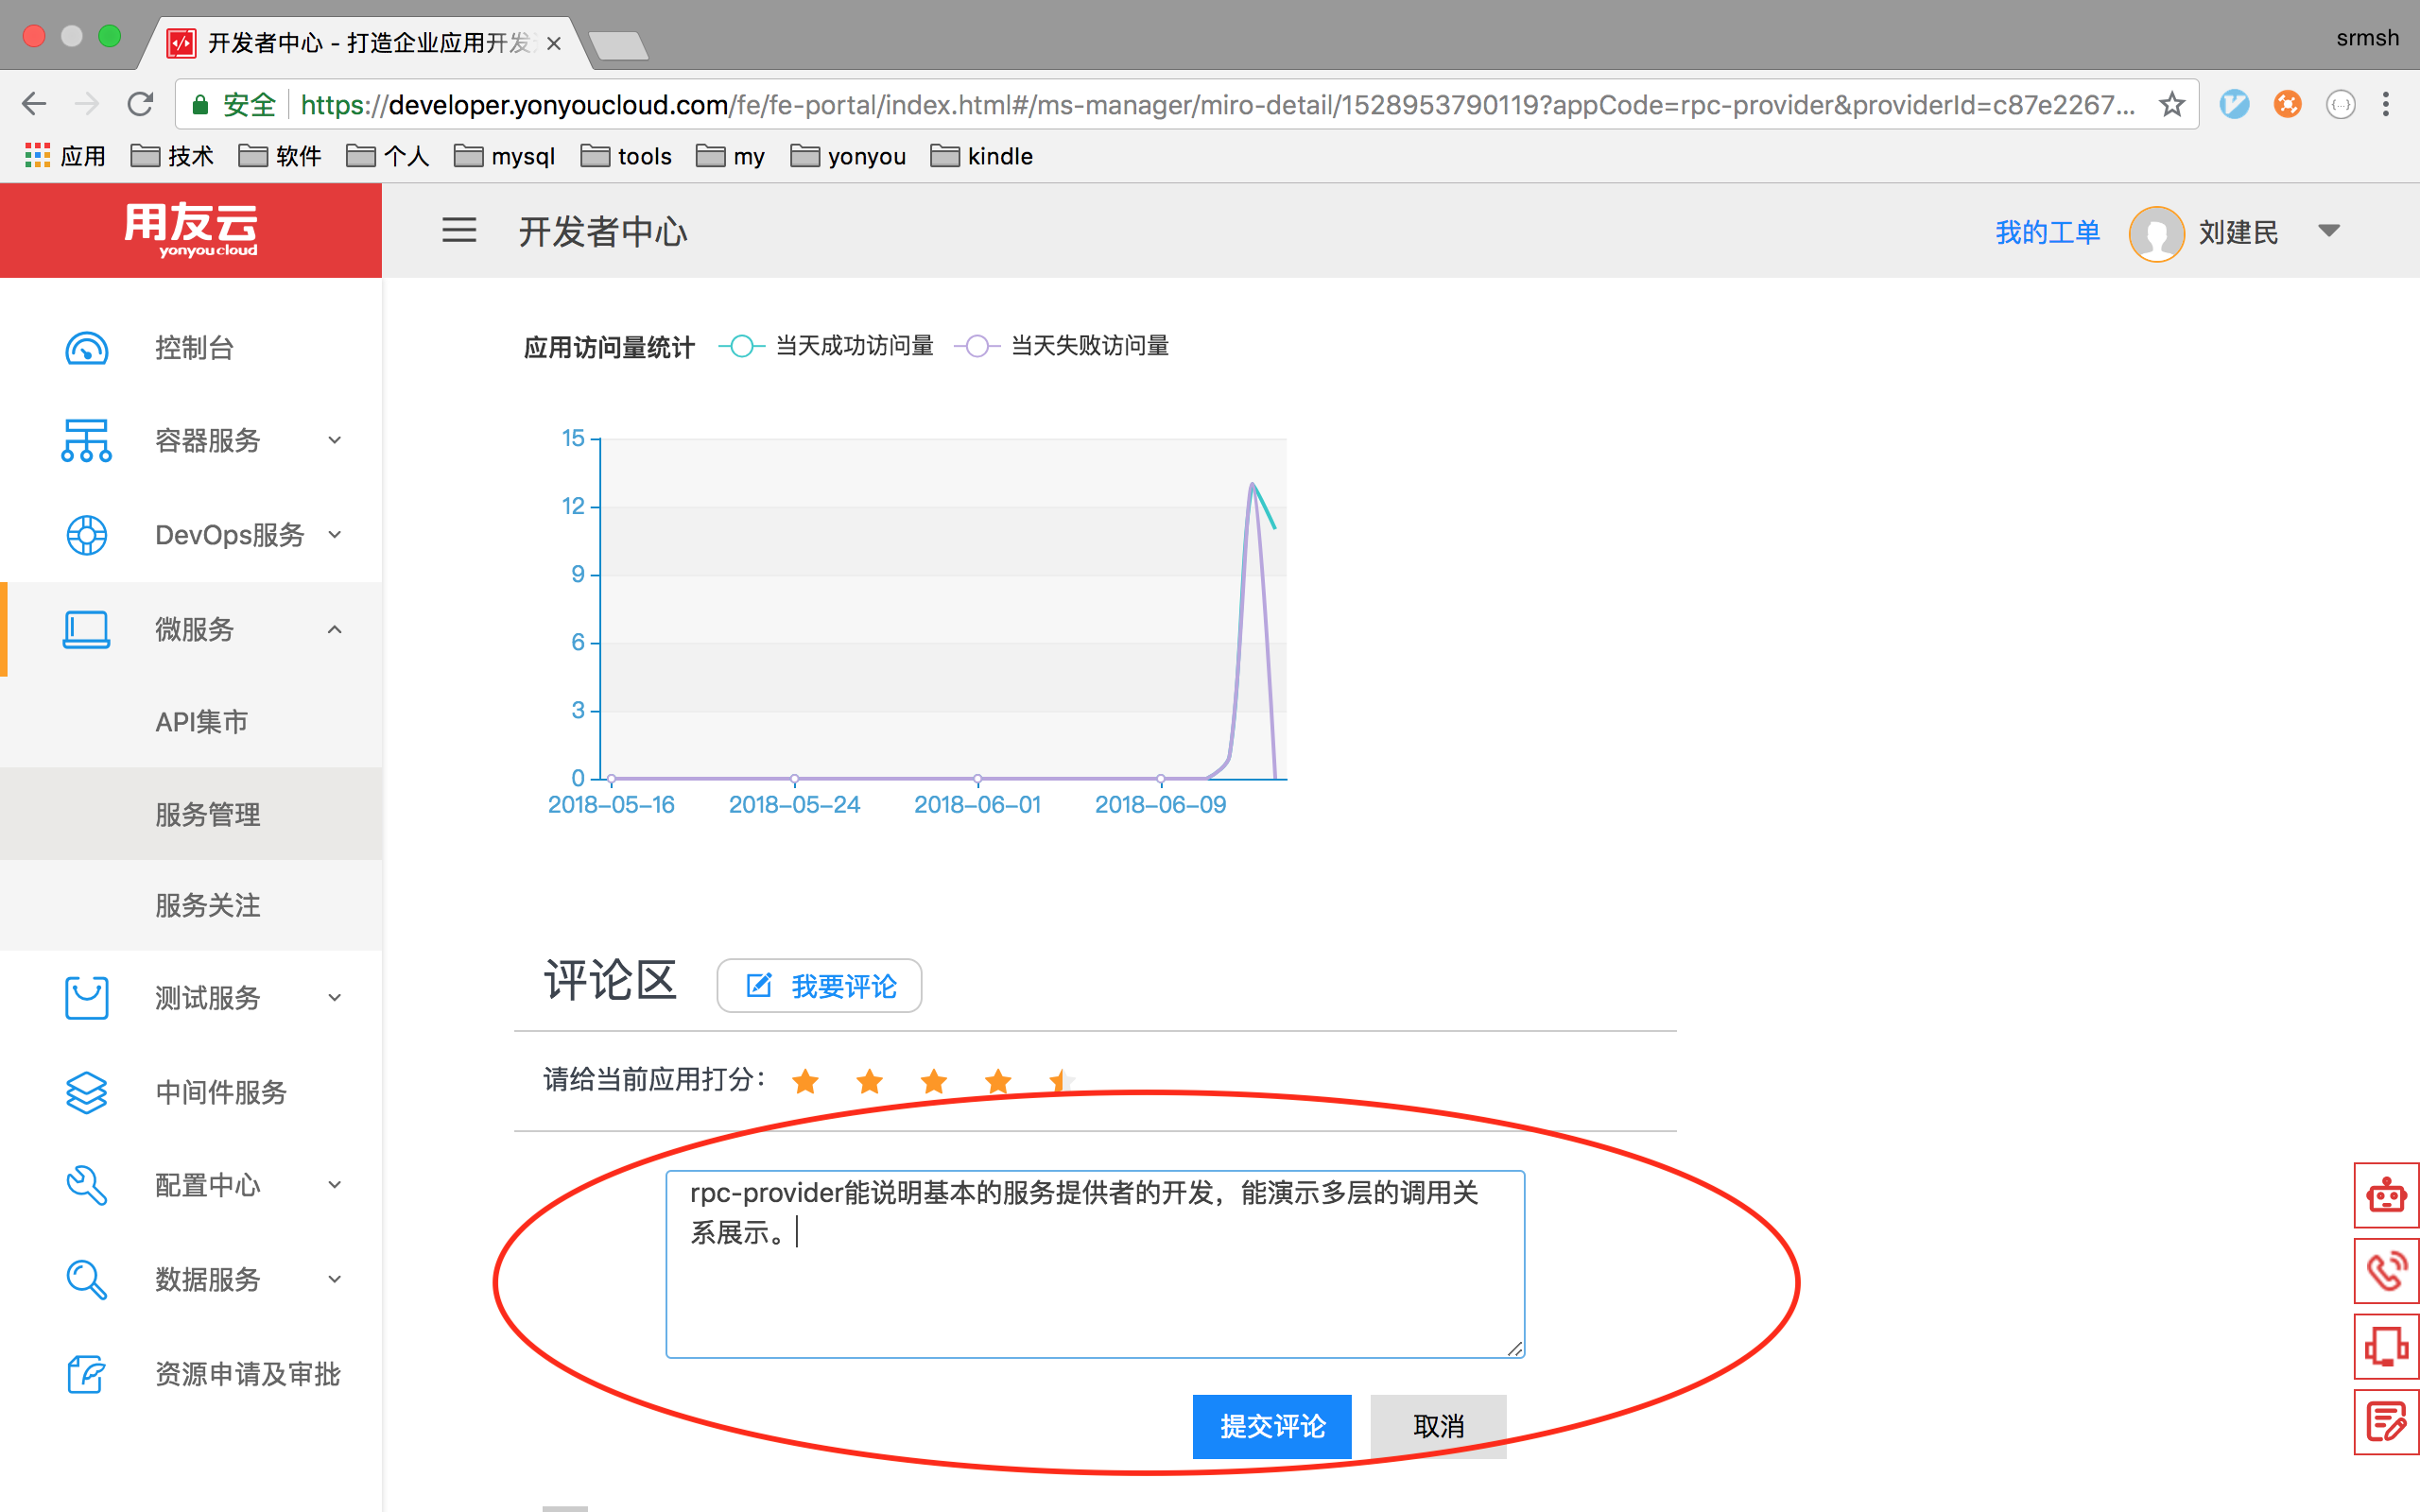 开发者中心 - 打造企业应用开发
srmsh
安全 https://developer.yonyoucloud.com/fe/fe-portal/index.html#/ms-manager/miro-detail/1528953790119?appCode=rpc-provider&providerId=c87e2267...
应用 技术 软件 个人 mysql tools my yonyou kindle
用友云
yonyoucloud
开发者中心
我的工单 刘建民
控制台
容器服务
DevOps服务
微服务
API集市
服务管理
服务关注
测试服务
中间件服务
配置中心
数据服务
资源申请及审批
应用访问量统计 当天成功访问量 当天失败访问量
15
12
9
6
3
0
2018-05-16 2018-05-24 2018-06-01 2018-06-09
评论区 我要评论
请给当前应用打分：
rpc-provider能说明基本的服务提供者的开发，能演示多层的调用关
系展示。
提交评论 取消